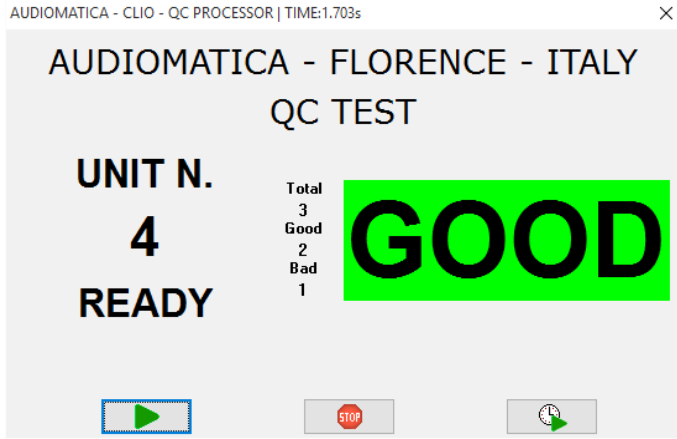 AUDIOMATICA - CLIO - QC PROCESSOR | TIME:1.703s
AUDIOMATICA - FLORENCE - ITALY
QC TEST
UNIT N.
4
READY
Total
3
Good
2
Bad
1
GOOD
STOP